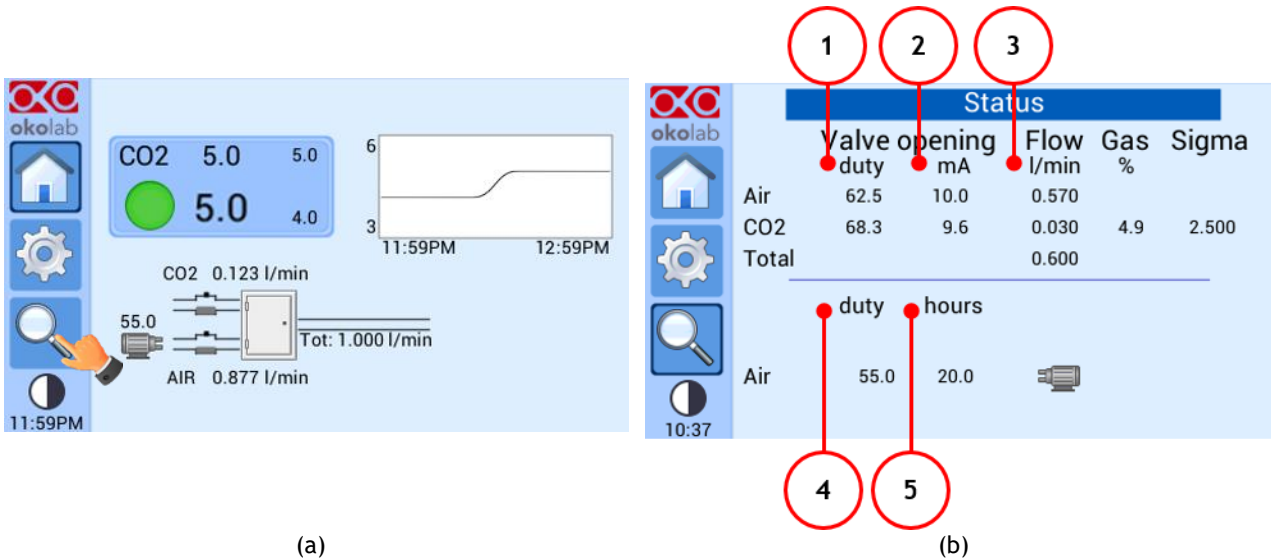 1 2 3
okolab
CO2 5.0 5.0
5.0 4.0
6
3
11:59PM 12:59PM
CO2 0.123 l/min
55.0
Tot: 1.000 l/min
AIR 0.877 l/min
11:59PM
(a)
okolab
Status
Valve opening Flow Gas Sigma
duty mA l/min %
Air 62.5 10.0 0.570
CO2 68.3 9.6 0.030 4.9 2.500
Total 0.600
duty hours
Air 55.0 20.0
10:37
4 5
(b)